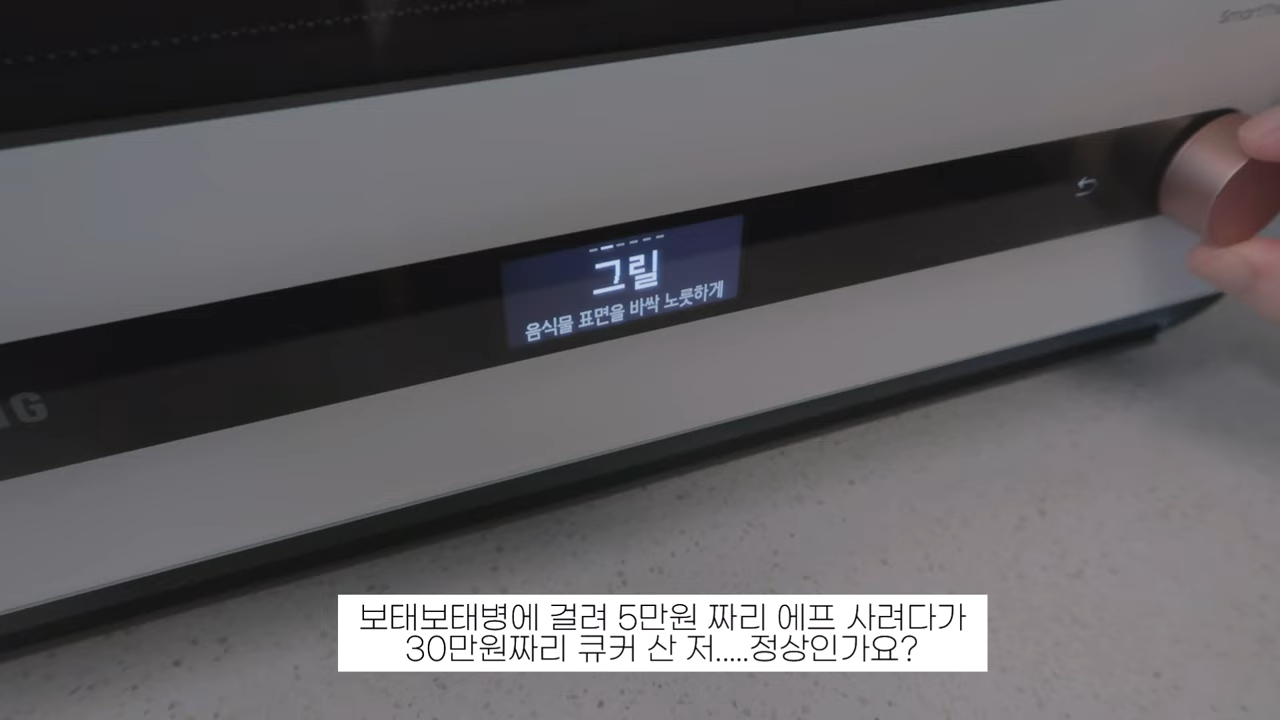 그릴
음식물 표면을 바싹 노릇하게
보태보태병에 걸려 5만원 짜리 에프 사려다가
30만원짜리 큐커 산 저.....정상인가요?